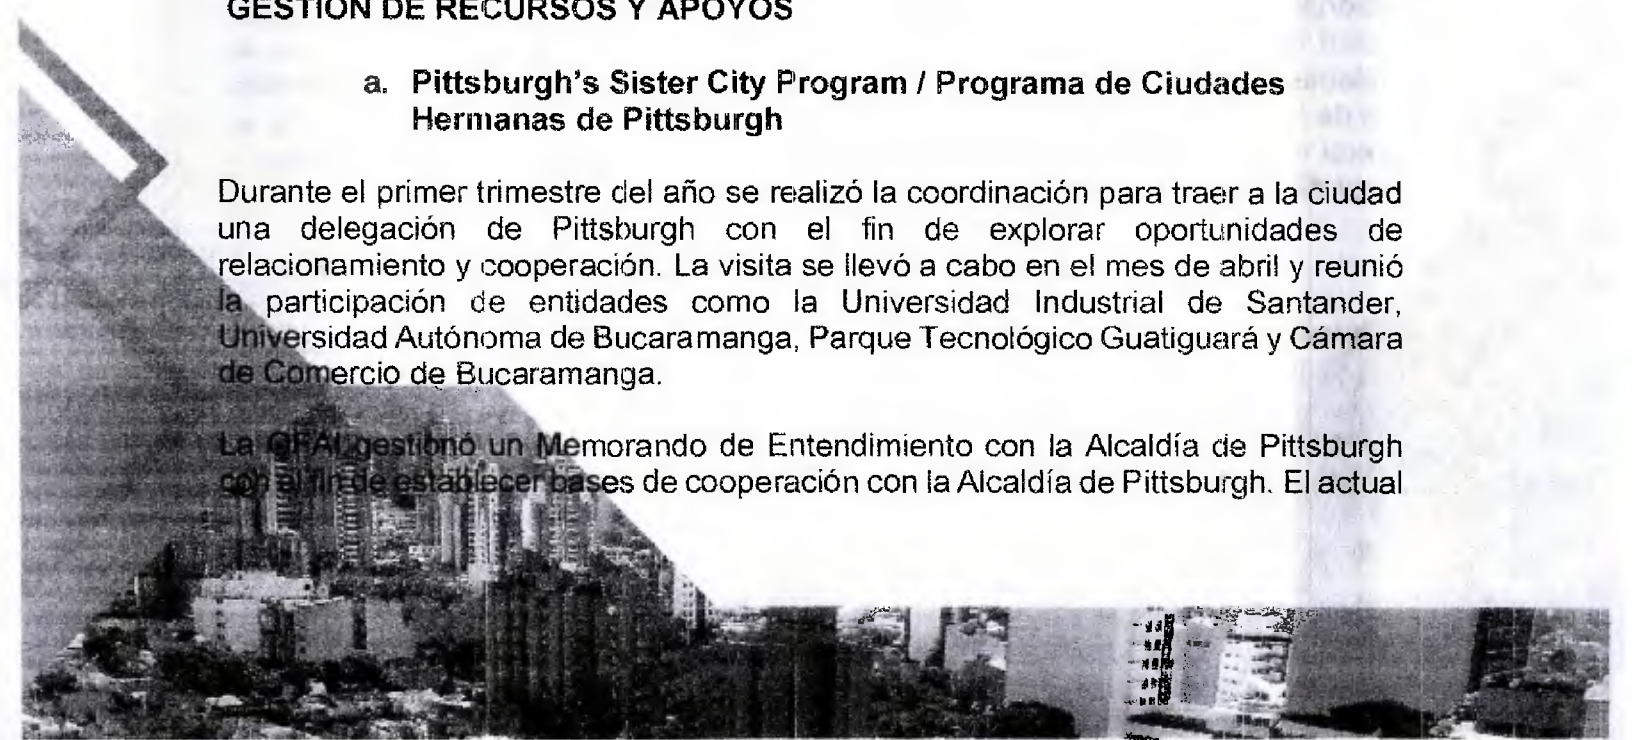 GESTIÓN DE RECURSOS Y APOYOS
a. Pittsburgh's Sister City Program / Programa de Ciudades
Hermanas de Pittsburgh
Durante el primer trimestre del año se realizó la coordinación para traer a la ciudad
una delegación de Pittsburgh con el fin de explorar oportunidades de
relacionamiento y cooperación. La visita se llevó a cabo en el mes de abril y reunió
la participación de entidades como la Universidad Industrial de Santander,
Universidad Autónoma de Bucaramanga, Parque Tecnológico Guatiguará y Cámara
de Comercio de Bucaramanga.
La OFAI gestionó un Memorando de Entendimiento con la Alcaldía de Pittsburgh
con el fin de establecer bases de cooperación con la Alcaldía de Pittsburgh. El actual